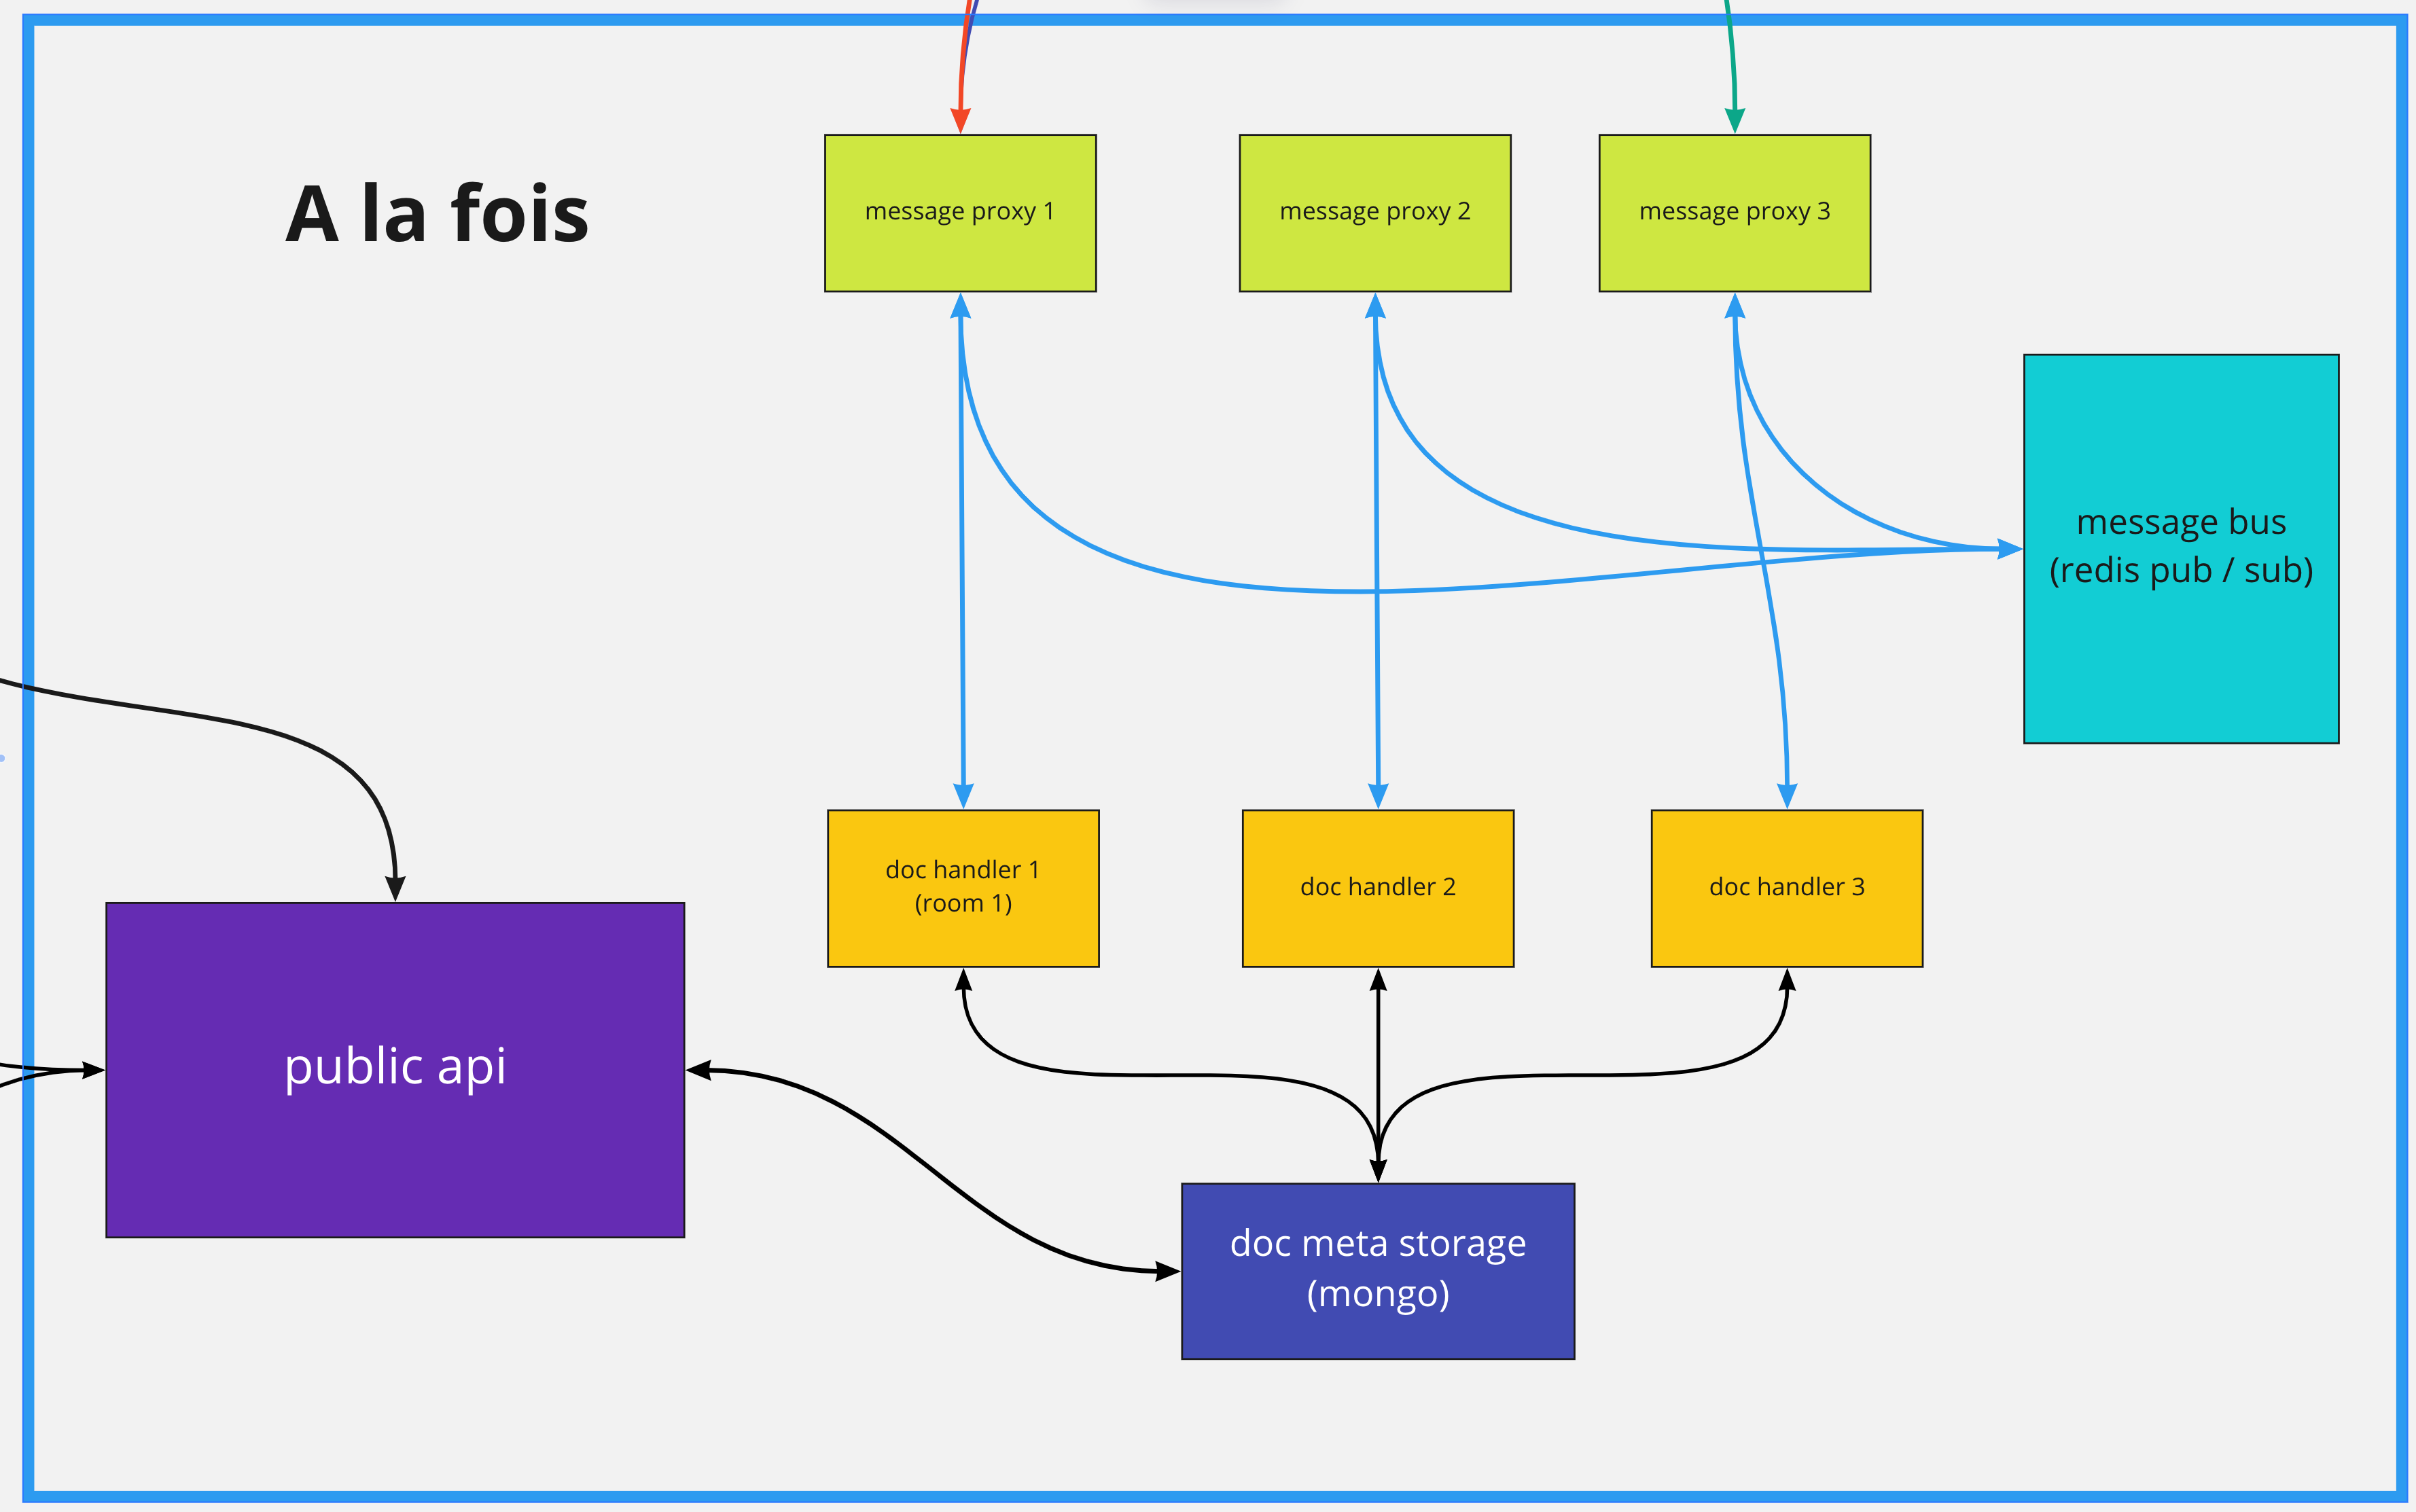 A la fois
message proxy 1
message proxy 2
message proxy 3
message bus
(redis pub / sub)
doc handler 1
(room 1)
doc handler 2
doc handler 3
public api
doc meta storage
(mongo)